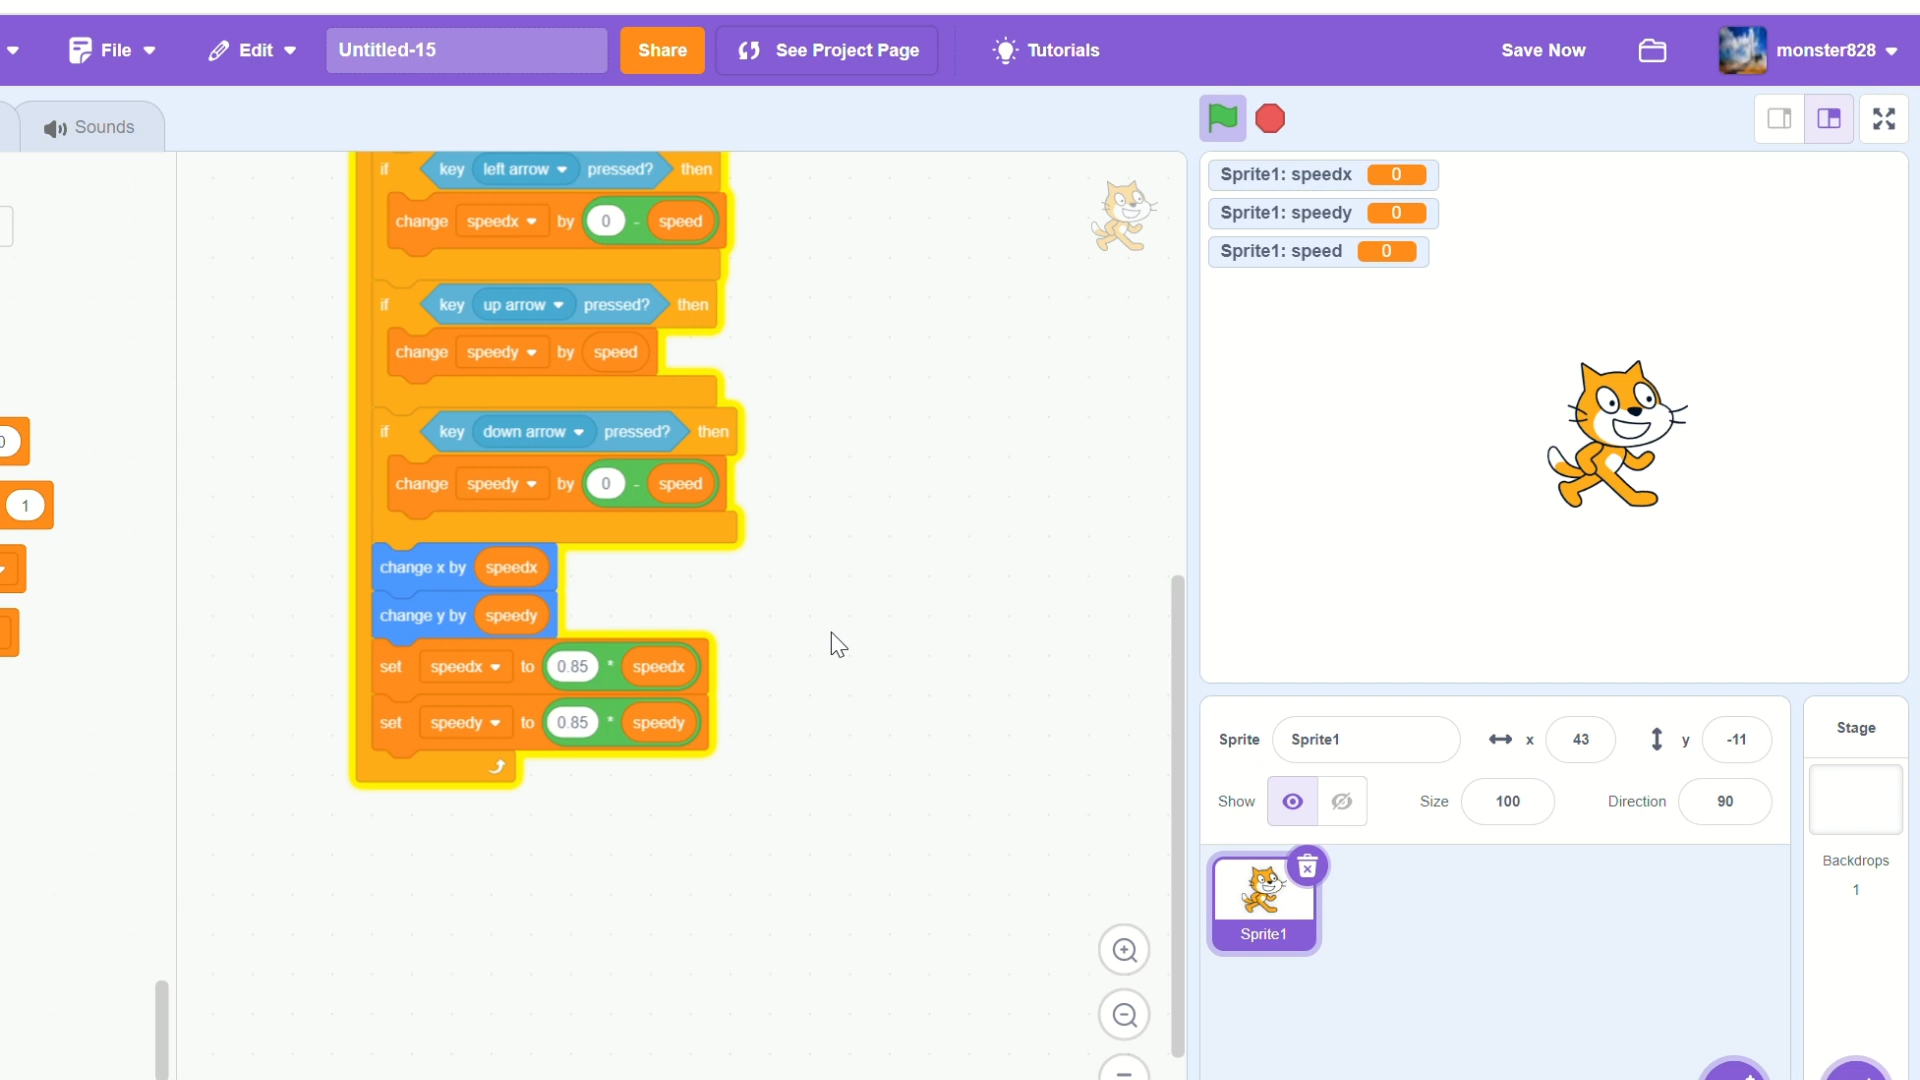 File Edit Untitled-15 Share See Project Page Tutorials Save Now monster828
Sounds
if key left arrow pressed? then
change speedx by 0 - speed
if key up arrow pressed? then
change speedy by speed
if key down arrow pressed? then
change speedy by 0 - speed
change x by speedx
change y by speedy
set speedx to 0.85 * speedx
set speedy to 0.85 * speedy
1
Sprite1: speedx 0
Sprite1: speedy 0
Sprite1: speed 0
Sprite Sprite1 x 43 y -11
Show Size 100 Direction 90
Sprite1
Stage
Backdrops
1